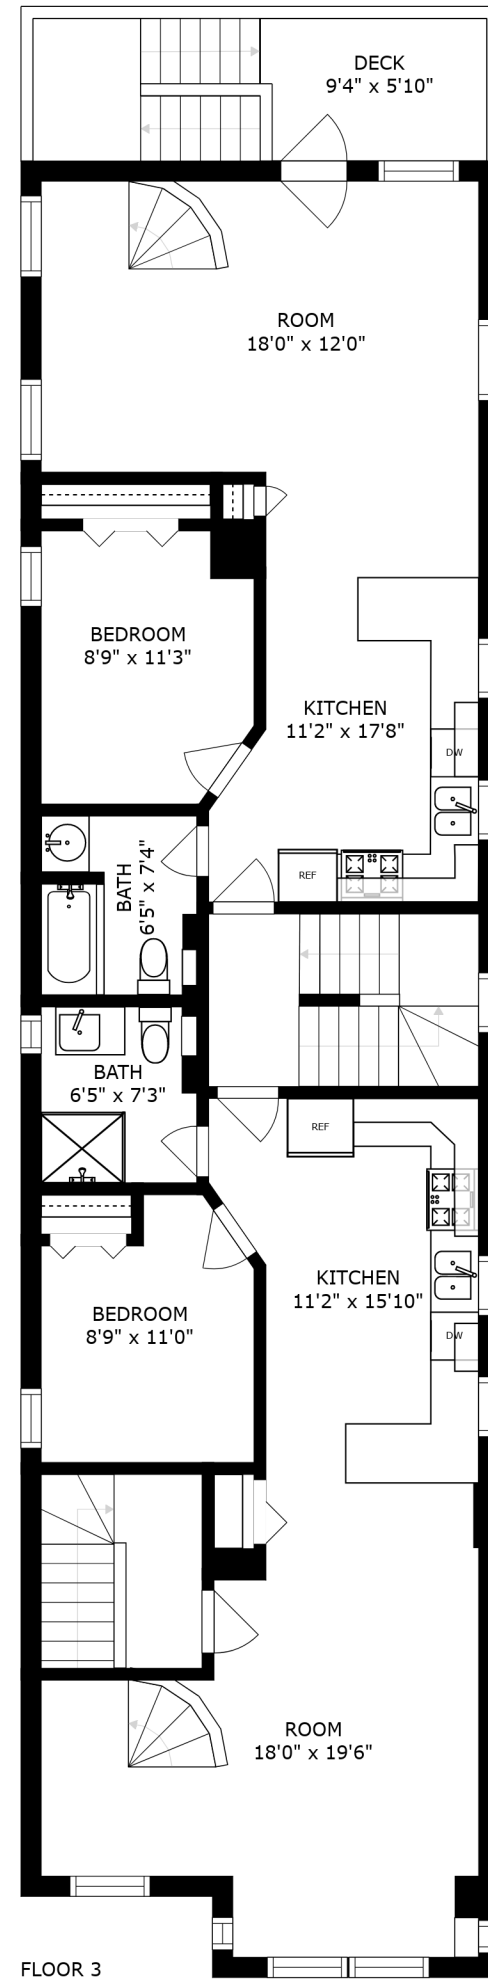 DECK
9'4" x 5'10"
ROOM
18'0" x 12'0"
BEDROOM
8'9" x 11'3"
KITCHEN
11'2" x 17'8"
DW
BATH
6'5" x 7'4"
REF
BATH
6'5" x 7'3"
REF
KITCHEN
11'2" x 15'10"
BEDROOM
8'9" x 11'0"
DW
ROOM
18'0" x 19'6"
FLOOR 3